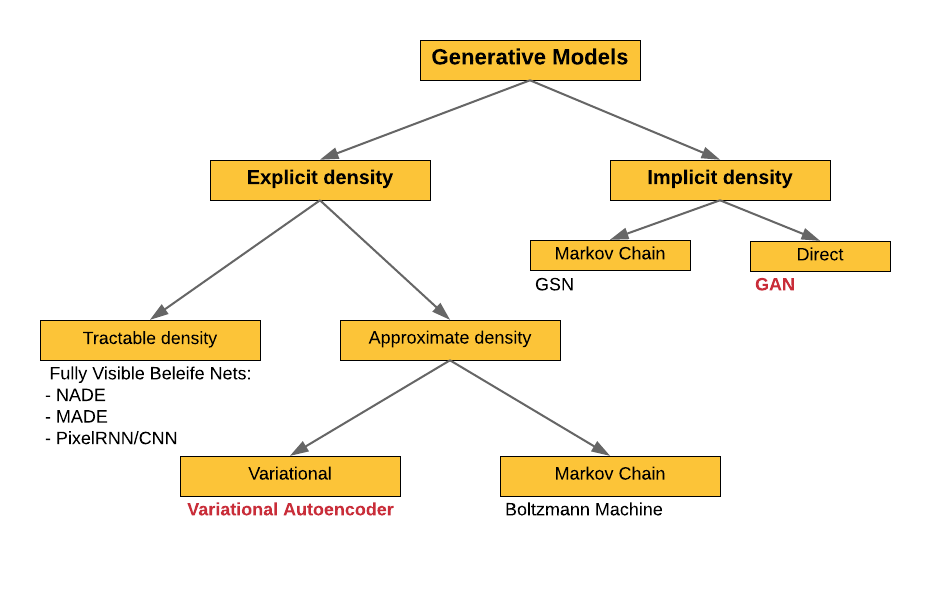 Generative Models
Explicit density
Implicit density
Markov Chain
Direct
GSN
GAN
Tractable density
Approximate density
Fully Visible Beleife Nets:
- NADE
- MADE
- PixelRNN/CNN
Variational
Markov Chain
Variational Autoencoder
Boltzmann Machine